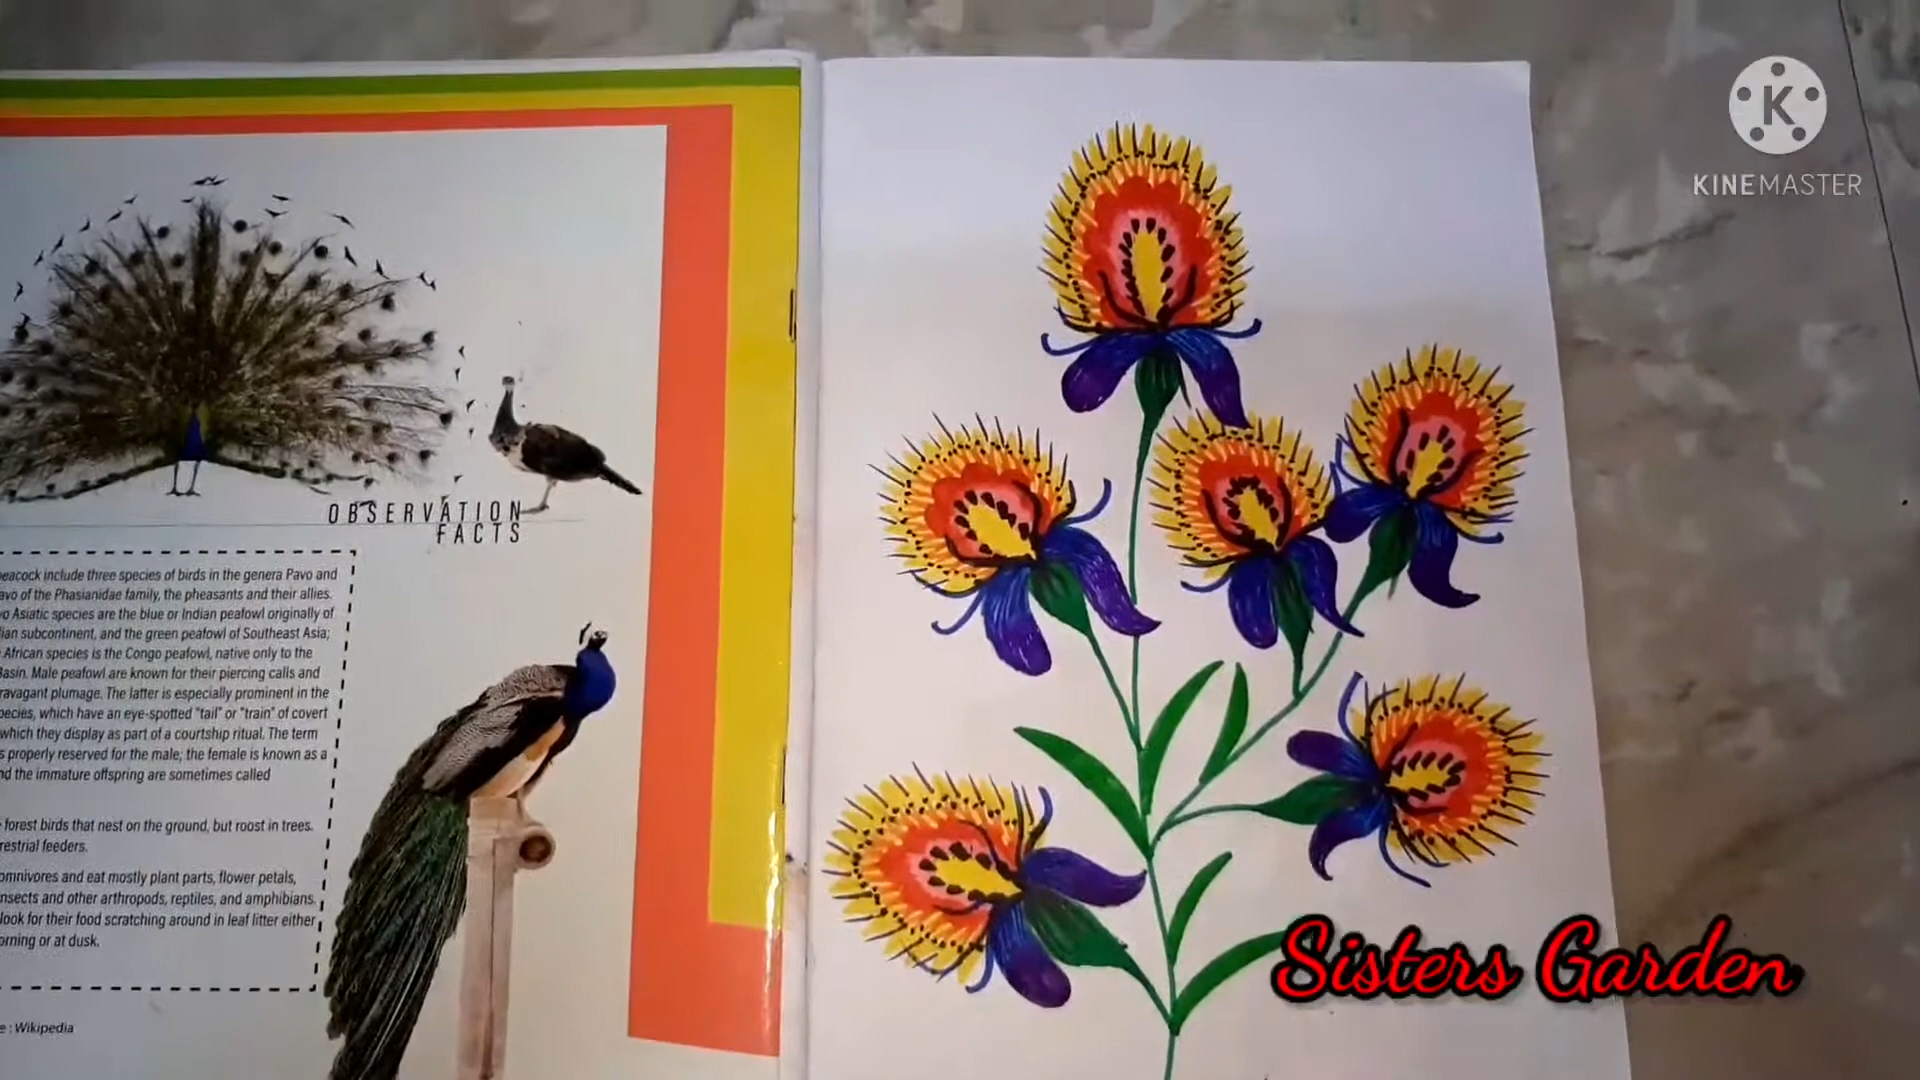 OBSERVATION
FACTS
peacock include three species of birds in the genera Pavo and
of the Phasianidae family, the pheasants and their allies.
Asiatic species are the blue or Indian peafowl originally of
subcontinent, and the green peafowl of Southeast Asia;
African species is the Congo peafowl, native only to the
Basin. Male peafowl are known for their piercing calls and
plumage. The latter is especially prominent in the
species, which have an eye-spotted "tail" or "train" of covert
which they display as part of a courtship ritual. The term
properly reserved for the male; the female is known as a
and the immature offspring are sometimes called
forest birds that nest on the ground, but roost in trees.
feeders.
omnivores and eat mostly plant parts, flower petals,
insects and other arthropods, reptiles, and amphibians.
look for their food scratching around in leaf litter either
or at dusk.
: Wikipedia
K
KINEMASTER
Sisters Garden